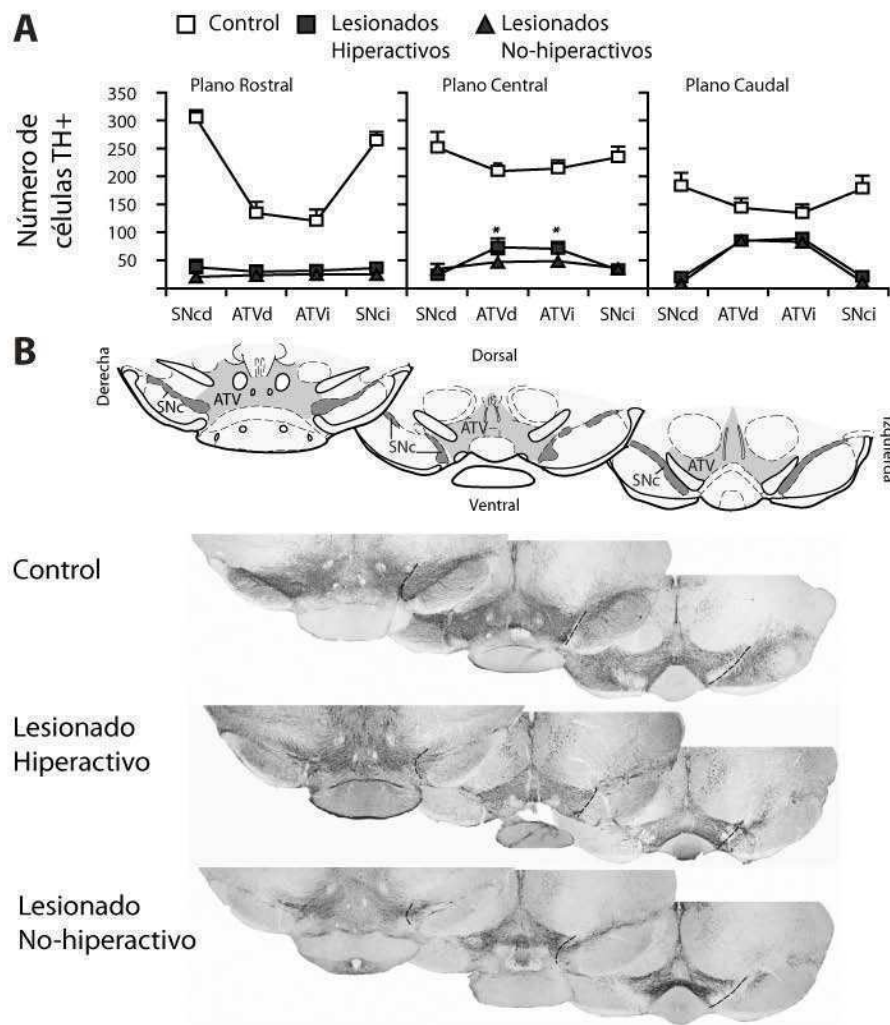 A
Control
Lesionados
Hiperactivos
Lesionados
No-hiperactivos
Número de
células TH+
Plano Rostral
Plano Central
Plano Caudal
350
300
250
200
150
100
50
* *
SNcd ATVd ATVi SNci
SNcd ATVd ATVi SNci
SNcd ATVd ATVi SNci
B
Derecha
Dorsal
Izquierda
ATV
SNc
ATV
SNc
ATV
SNc
Ventral
Control
Lesionado
Hiperactivo
Lesionado
No-hiperactivo